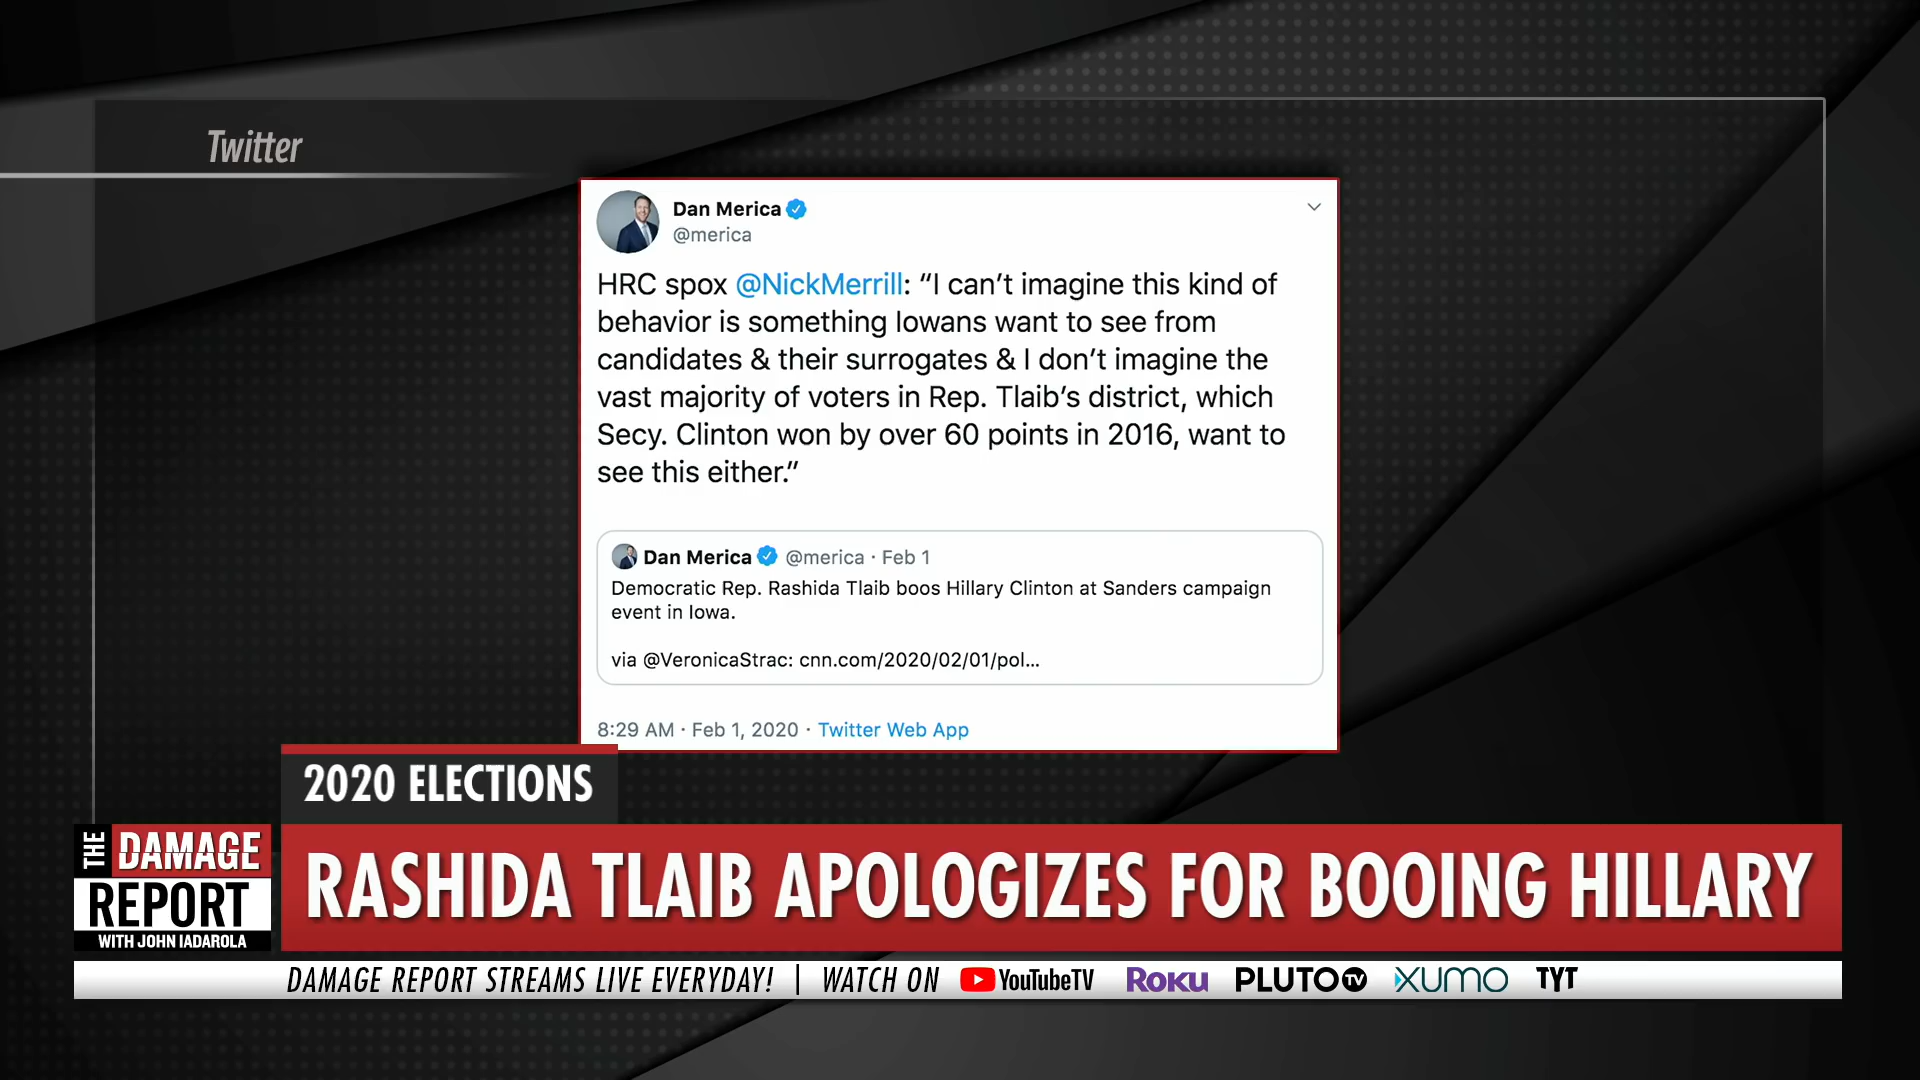 Twitter
Dan Merica
@merica
HRC spox @NickMerrill: “I can’t imagine this kind of
behavior is something Iowans want to see from
candidates & their surrogates & I don’t imagine the
vast majority of voters in Rep. Tlaib’s district, which
Secy. Clinton won by over 60 points in 2016, want to
see this either.”
Dan Merica @merica · Feb 1
Democratic Rep. Rashida Tlaib boos Hillary Clinton at Sanders campaign
event in Iowa.
via @VeronicaStrac: cnn.com/2020/02/01/pol...
8:29 AM · Feb 1, 2020 · Twitter Web App
2020 ELECTIONS
THE DAMAGE
REPORT
WITH JOHN IADAROLA
RASHIDA TLAIB APOLOGIZES FOR BOOING HILLARY
DAMAGE REPORT STREAMS LIVE EVERYDAY! | WATCH ON YouTubeTV ROKU PLUTO TV XUMO TYT